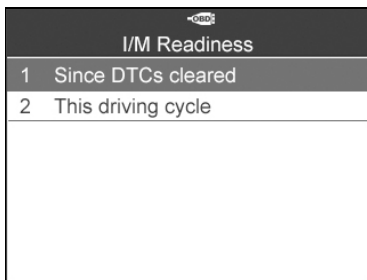 OBD
I/M Readiness
1 Since DTCs cleared
2 This driving cycle